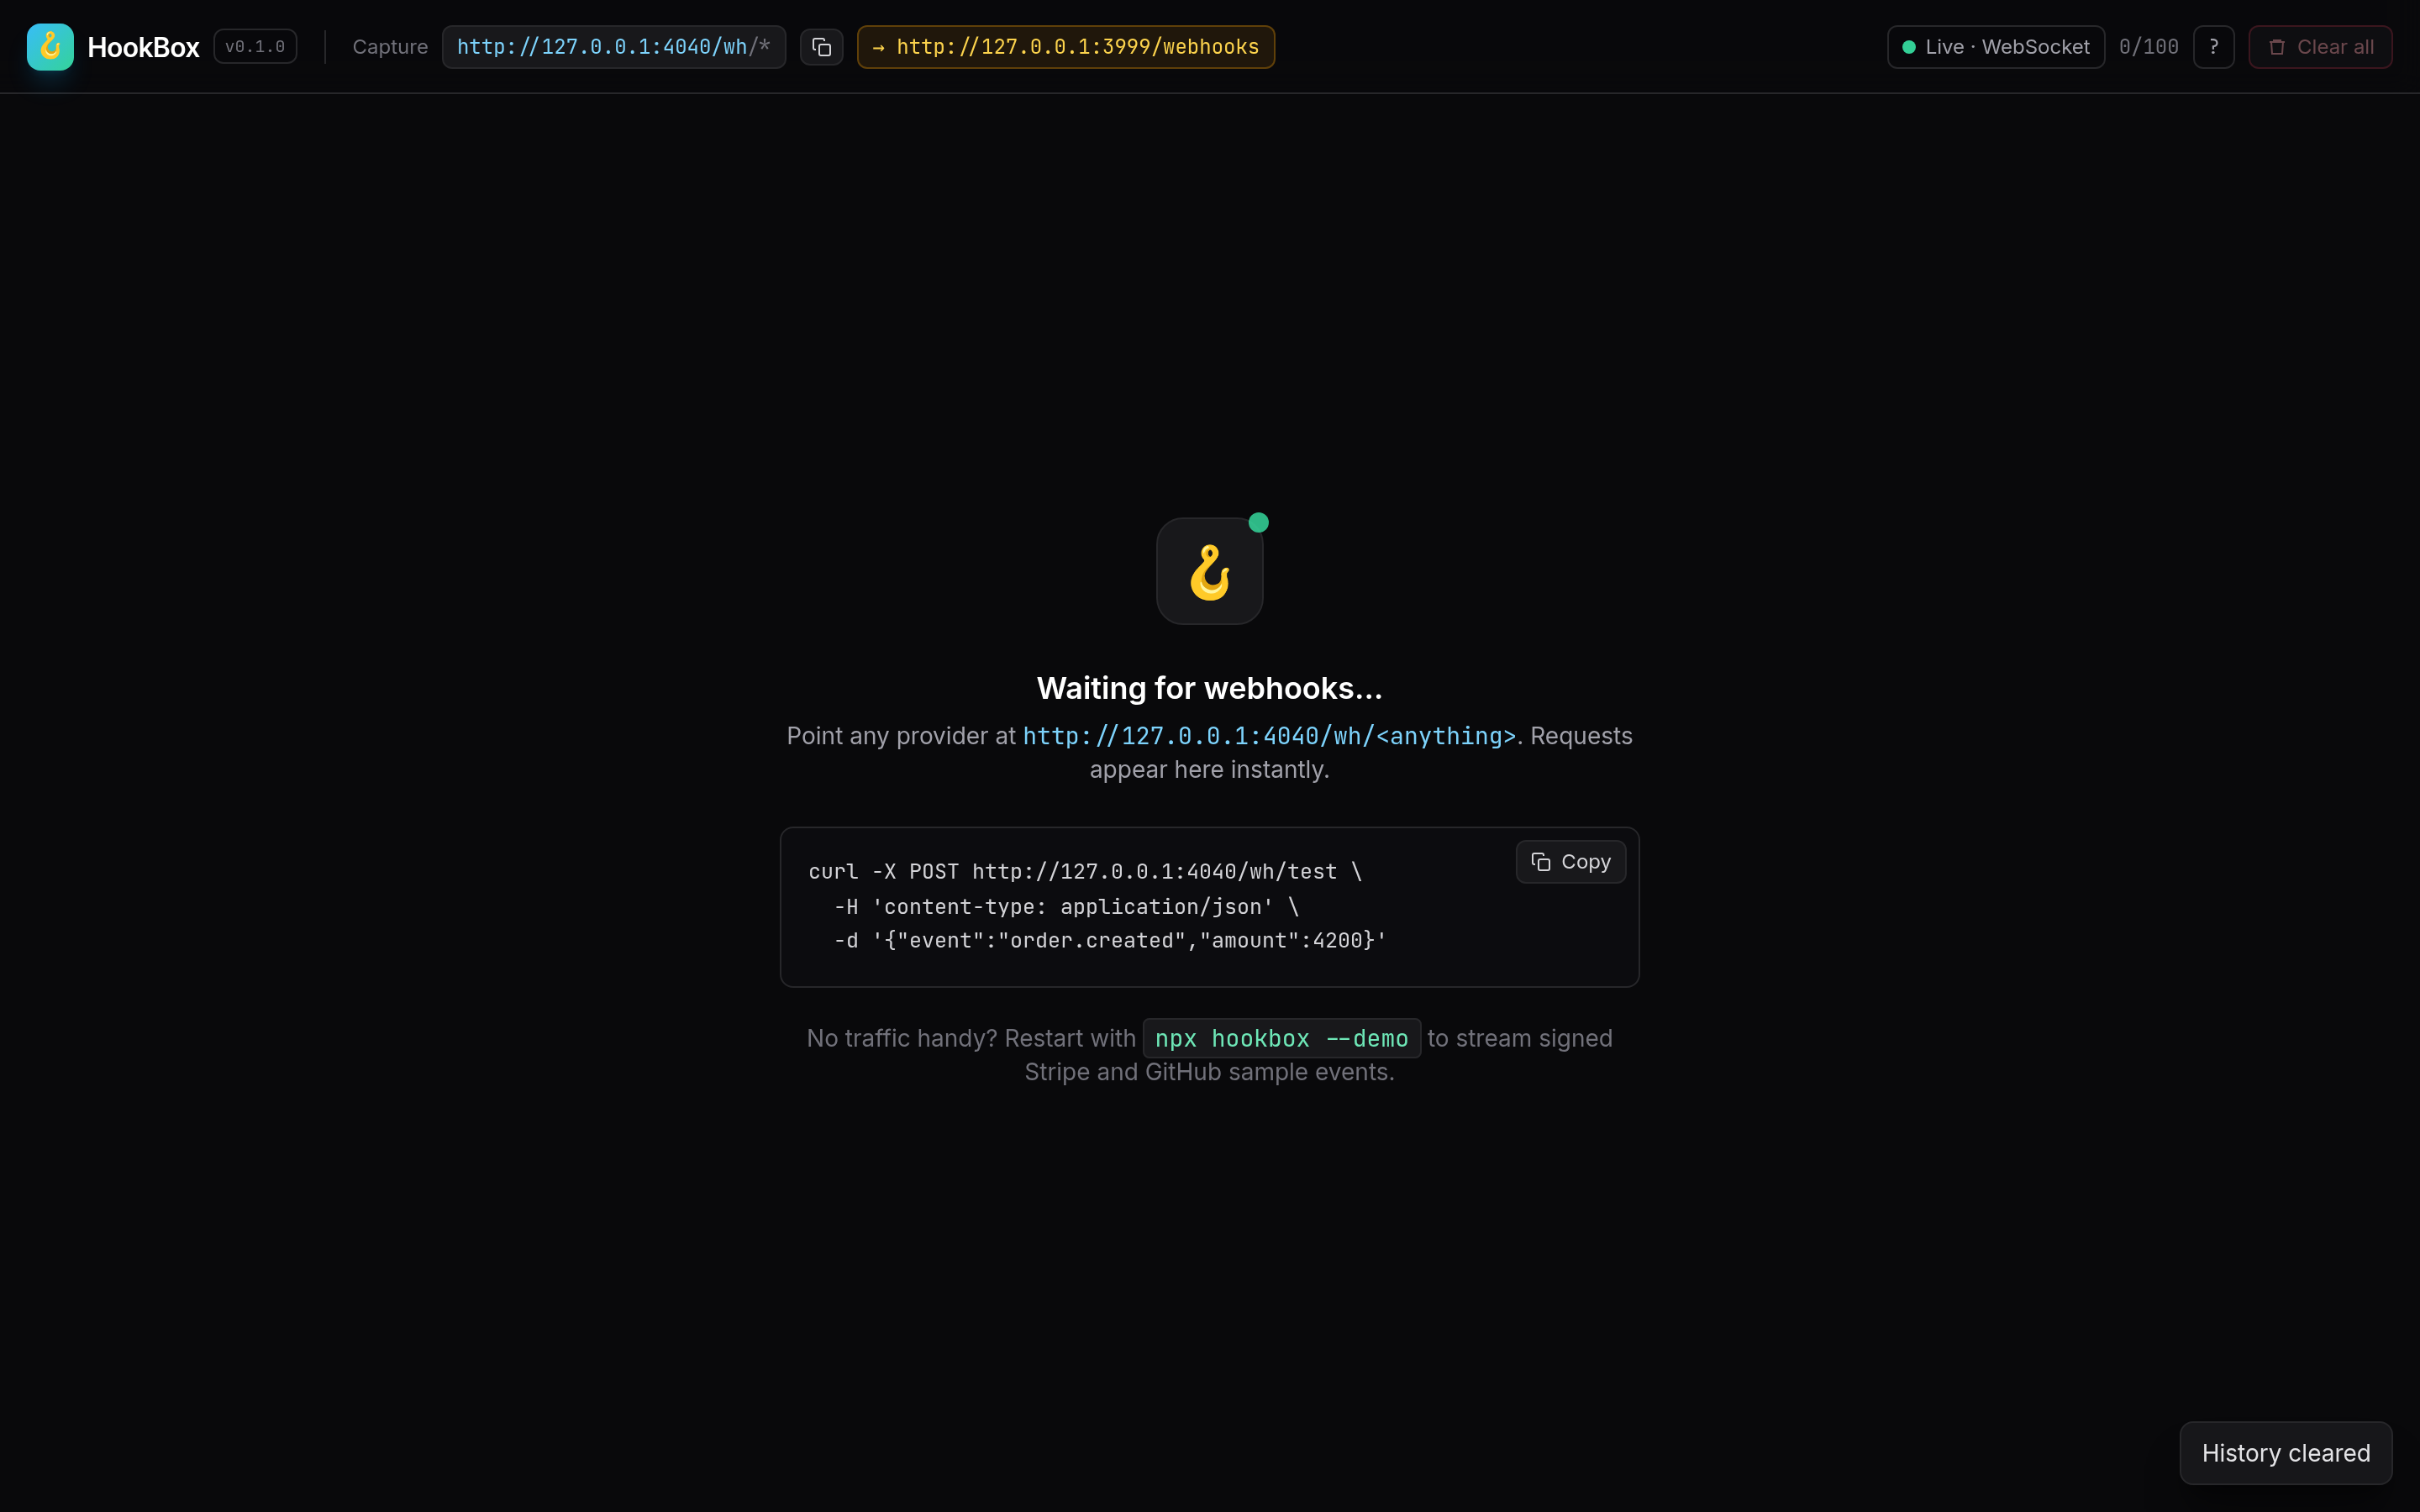 HookBox v0.1.0 Capture http://127.0.0.1:4040/wh/* → http://127.0.0.1:3999/webhooks Live · WebSocket 0/100 ? Clear all
Waiting for webhooks…
Point any provider at http://127.0.0.1:4040/wh/<anything>. Requests
appear here instantly.
curl -X POST http://127.0.0.1:4040/wh/test \
Copy
-H 'content-type: application/json' \
-d '{"event":"order.created","amount":4200}'
No traffic handy? Restart with npx hookbox --demo to stream signed
Stripe and GitHub sample events.
History cleared